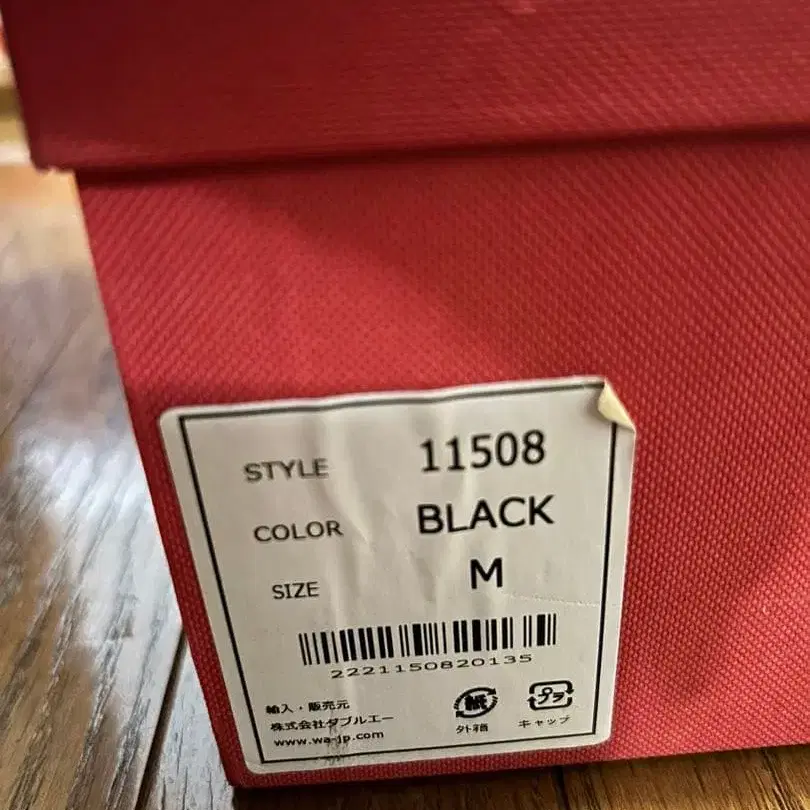 STYLE 11508
COLOR BLACK
SIZE M
2221150820135
輸入・販売元
株式会社ダブルエー
www.wa-jp.com
紙
外箱
プラ
キャップ